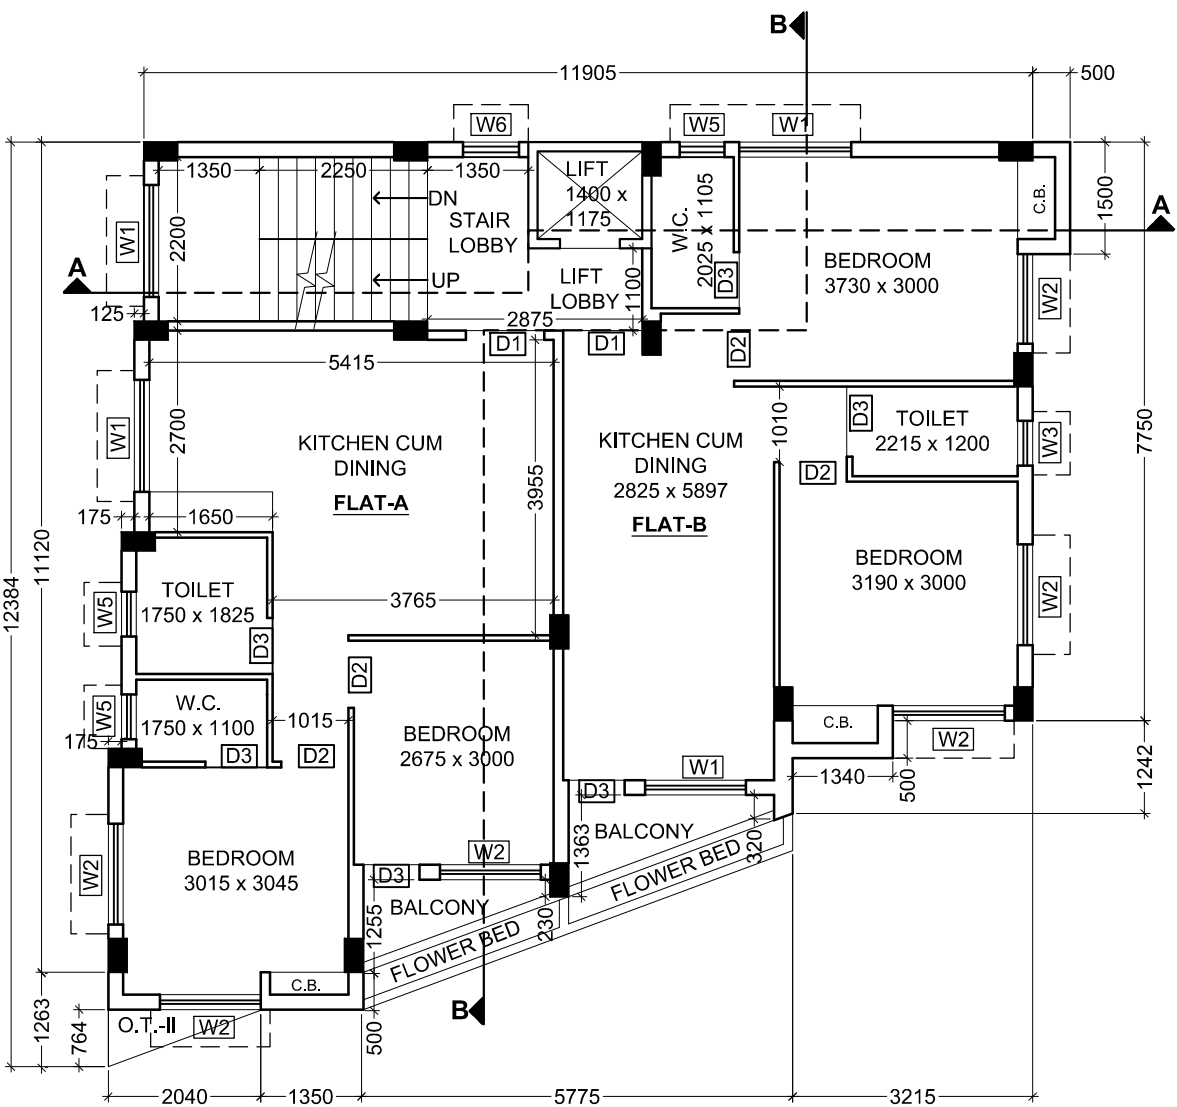 B
11905
500
W6
W5
W1
1350
2250
1350
LIFT
1400 x
1175
DN
STAIR
LOBBY
UP
W.C.
2025 x 1105
C.B.
1500
A
W1
2200
A
LIFT
LOBBY
1100
D3
BEDROOM
3730 x 3000
W2
125
2875
D1
D1
D2
5415
2700
W1
KITCHEN CUM
DINING
FLAT-A
3955
KITCHEN CUM
DINING
2825 x 5897
FLAT-B
1010
D3
TOILET
2215 x 1200
W3
7750
D2
175
1650
11120
12384
TOILET
1750 x 1825
W5
3765
D3
BEDROOM
3190 x 3000
W2
D2
W.C.
1750 x 1100
W5
175
D3
1015
D2
BEDROOM
2675 x 3000
C.B.
W2
1340
500
1242
W1
D3
BALCONY
1363
320
FLOWER BED
BEDROOM
3015 x 3045
W2
D3
W2
BALCONY
1255
230
FLOWER BED
C.B.
B
O.T.-II
W2
500
1263
764
2040
1350
5775
3215